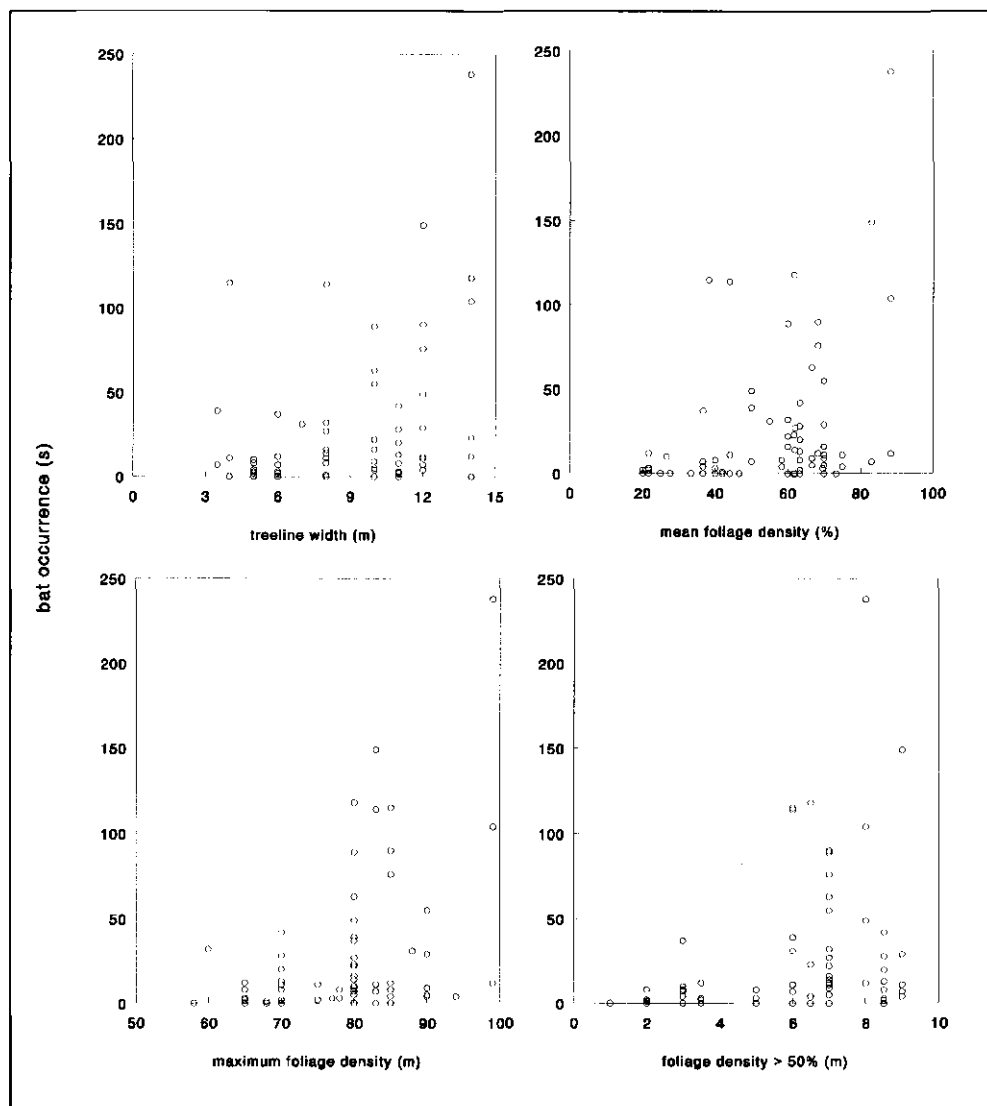 250
200
150
100
50
0
0 3 6 9 12 15
treeline width (m)
250
200
150
100
50
0
0 20 40 60 80 100
mean foliage density (%)
bat occurrence (s)
250
200
150
100
50
0
50 60 70 80 90 100
maximum foliage density (m)
250
200
150
100
50
0
0 2 4 6 8 10
foliage density > 50% (m)